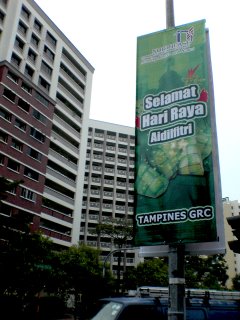 Selamat
Hari Raya
Aidilfitri
TAMPINES GRC